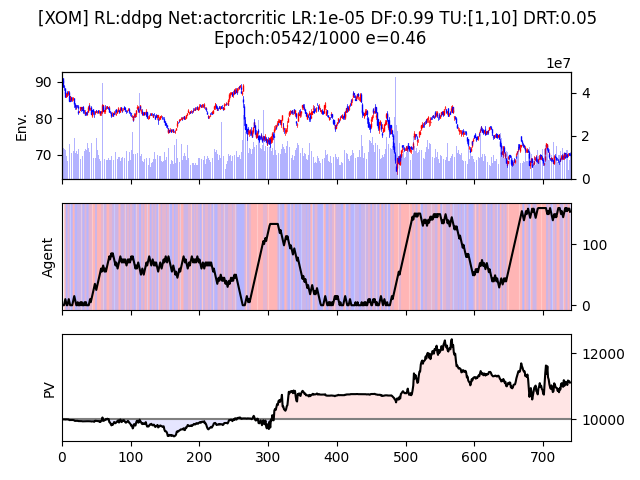 [XOM] RL:ddpg Net:actorcritic LR:1e-05 DF:0.99 TU:[1,10] DRT:0.05
Epoch:0542/1000 e=0.46
1e7
Env.
90
80
70
4
2
0
Agent
100
0
PV
12000
10000
0 100 200 300 400 500 600 700